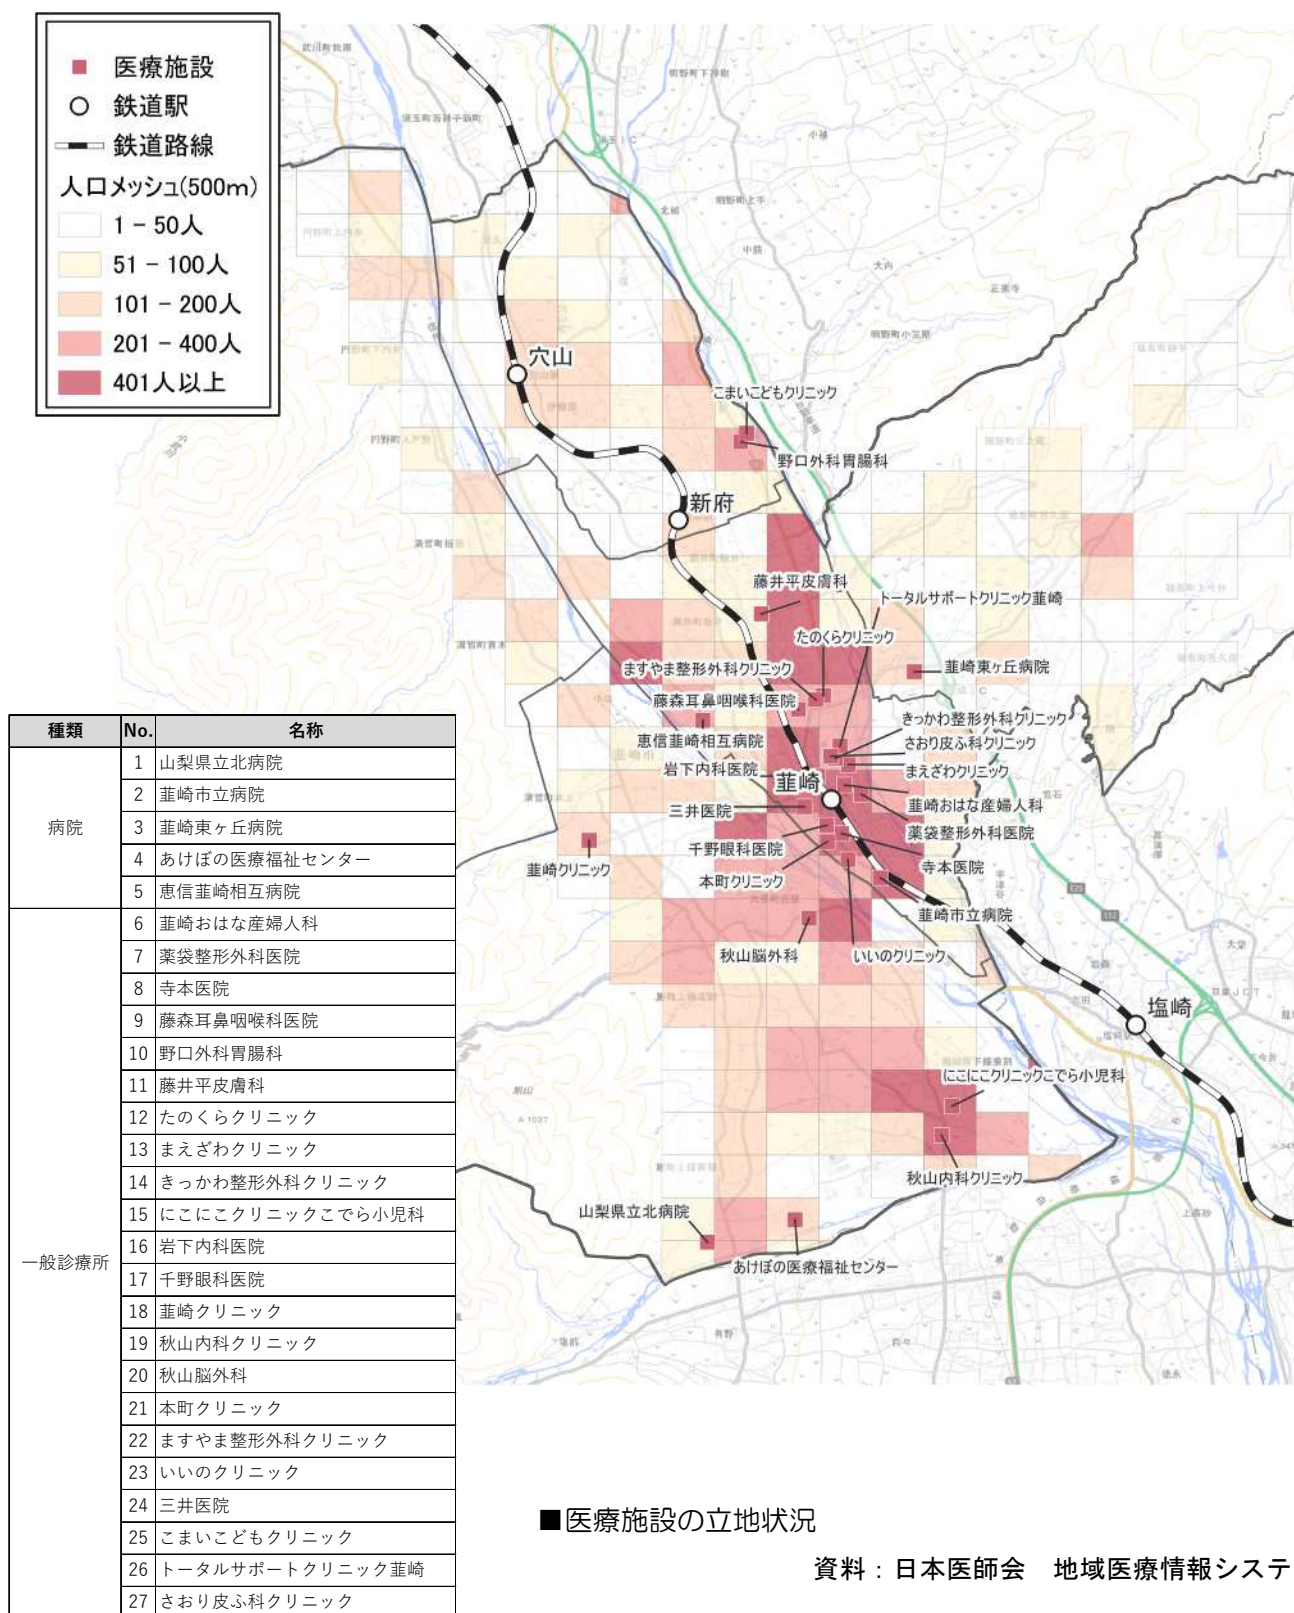 医療施設
鉄道駅
鉄道路線
人口メッシュ(500m)
1 - 50人
51 - 100人
101 - 200人
201 - 400人
401人以上
穴山
こまいこどもクリニック
野口外科胃腸科
新府
藤井平皮膚科
トータルサポートクリニック韮崎
たのくらクリニック
ますやま整形外科クリニック
韮崎東ヶ丘病院
藤森耳鼻咽喉科医院
きっかわ整形外科クリニック
恵信韮崎相互病院
さおり皮ふ科クリニック
岩下内科医院
まえざわクリニック
韮崎
韮崎おはな産婦人科
三井医院
薬袋整形外科医院
千野眼科医院
寺本医院
韮崎クリニック
本町クリニック
韮崎市立病院
秋山脳外科
いいのクリニック
塩崎
にこにこクリニックこでら小児科
秋山内科クリニック
山梨県立北病院
あけぼの医療福祉センター
種類 No. 名称
病院
1 山梨県立北病院
2 韮崎市立病院
3 韮崎東ヶ丘病院
4 あけぼの医療福祉センター
5 恵信韮崎相互病院
一般診療所
6 韮崎おはな産婦人科
7 薬袋整形外科医院
8 寺本医院
9 藤森耳鼻咽喉科医院
10 野口外科胃腸科
11 藤井平皮膚科
12 たのくらクリニック
13 まえざわクリニック
14 きっかわ整形外科クリニック
15 にこにこクリニックこでら小児科
16 岩下内科医院
17 千野眼科医院
18 韮崎クリニック
19 秋山内科クリニック
20 秋山脳外科
21 本町クリニック
22 ますやま整形外科クリニック
23 いいのクリニック
24 三井医院
25 こまいこどもクリニック
26 トータルサポートクリニック韮崎
27 さおり皮ふ科クリニック
■医療施設の立地状況
資料：日本医師会　地域医療情報システ